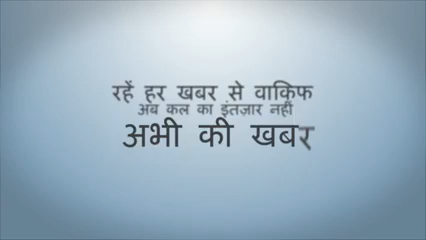 रहें हर खबर से वाकिफ
अब कल का इंतज़ार नहीं
अभी की खबर